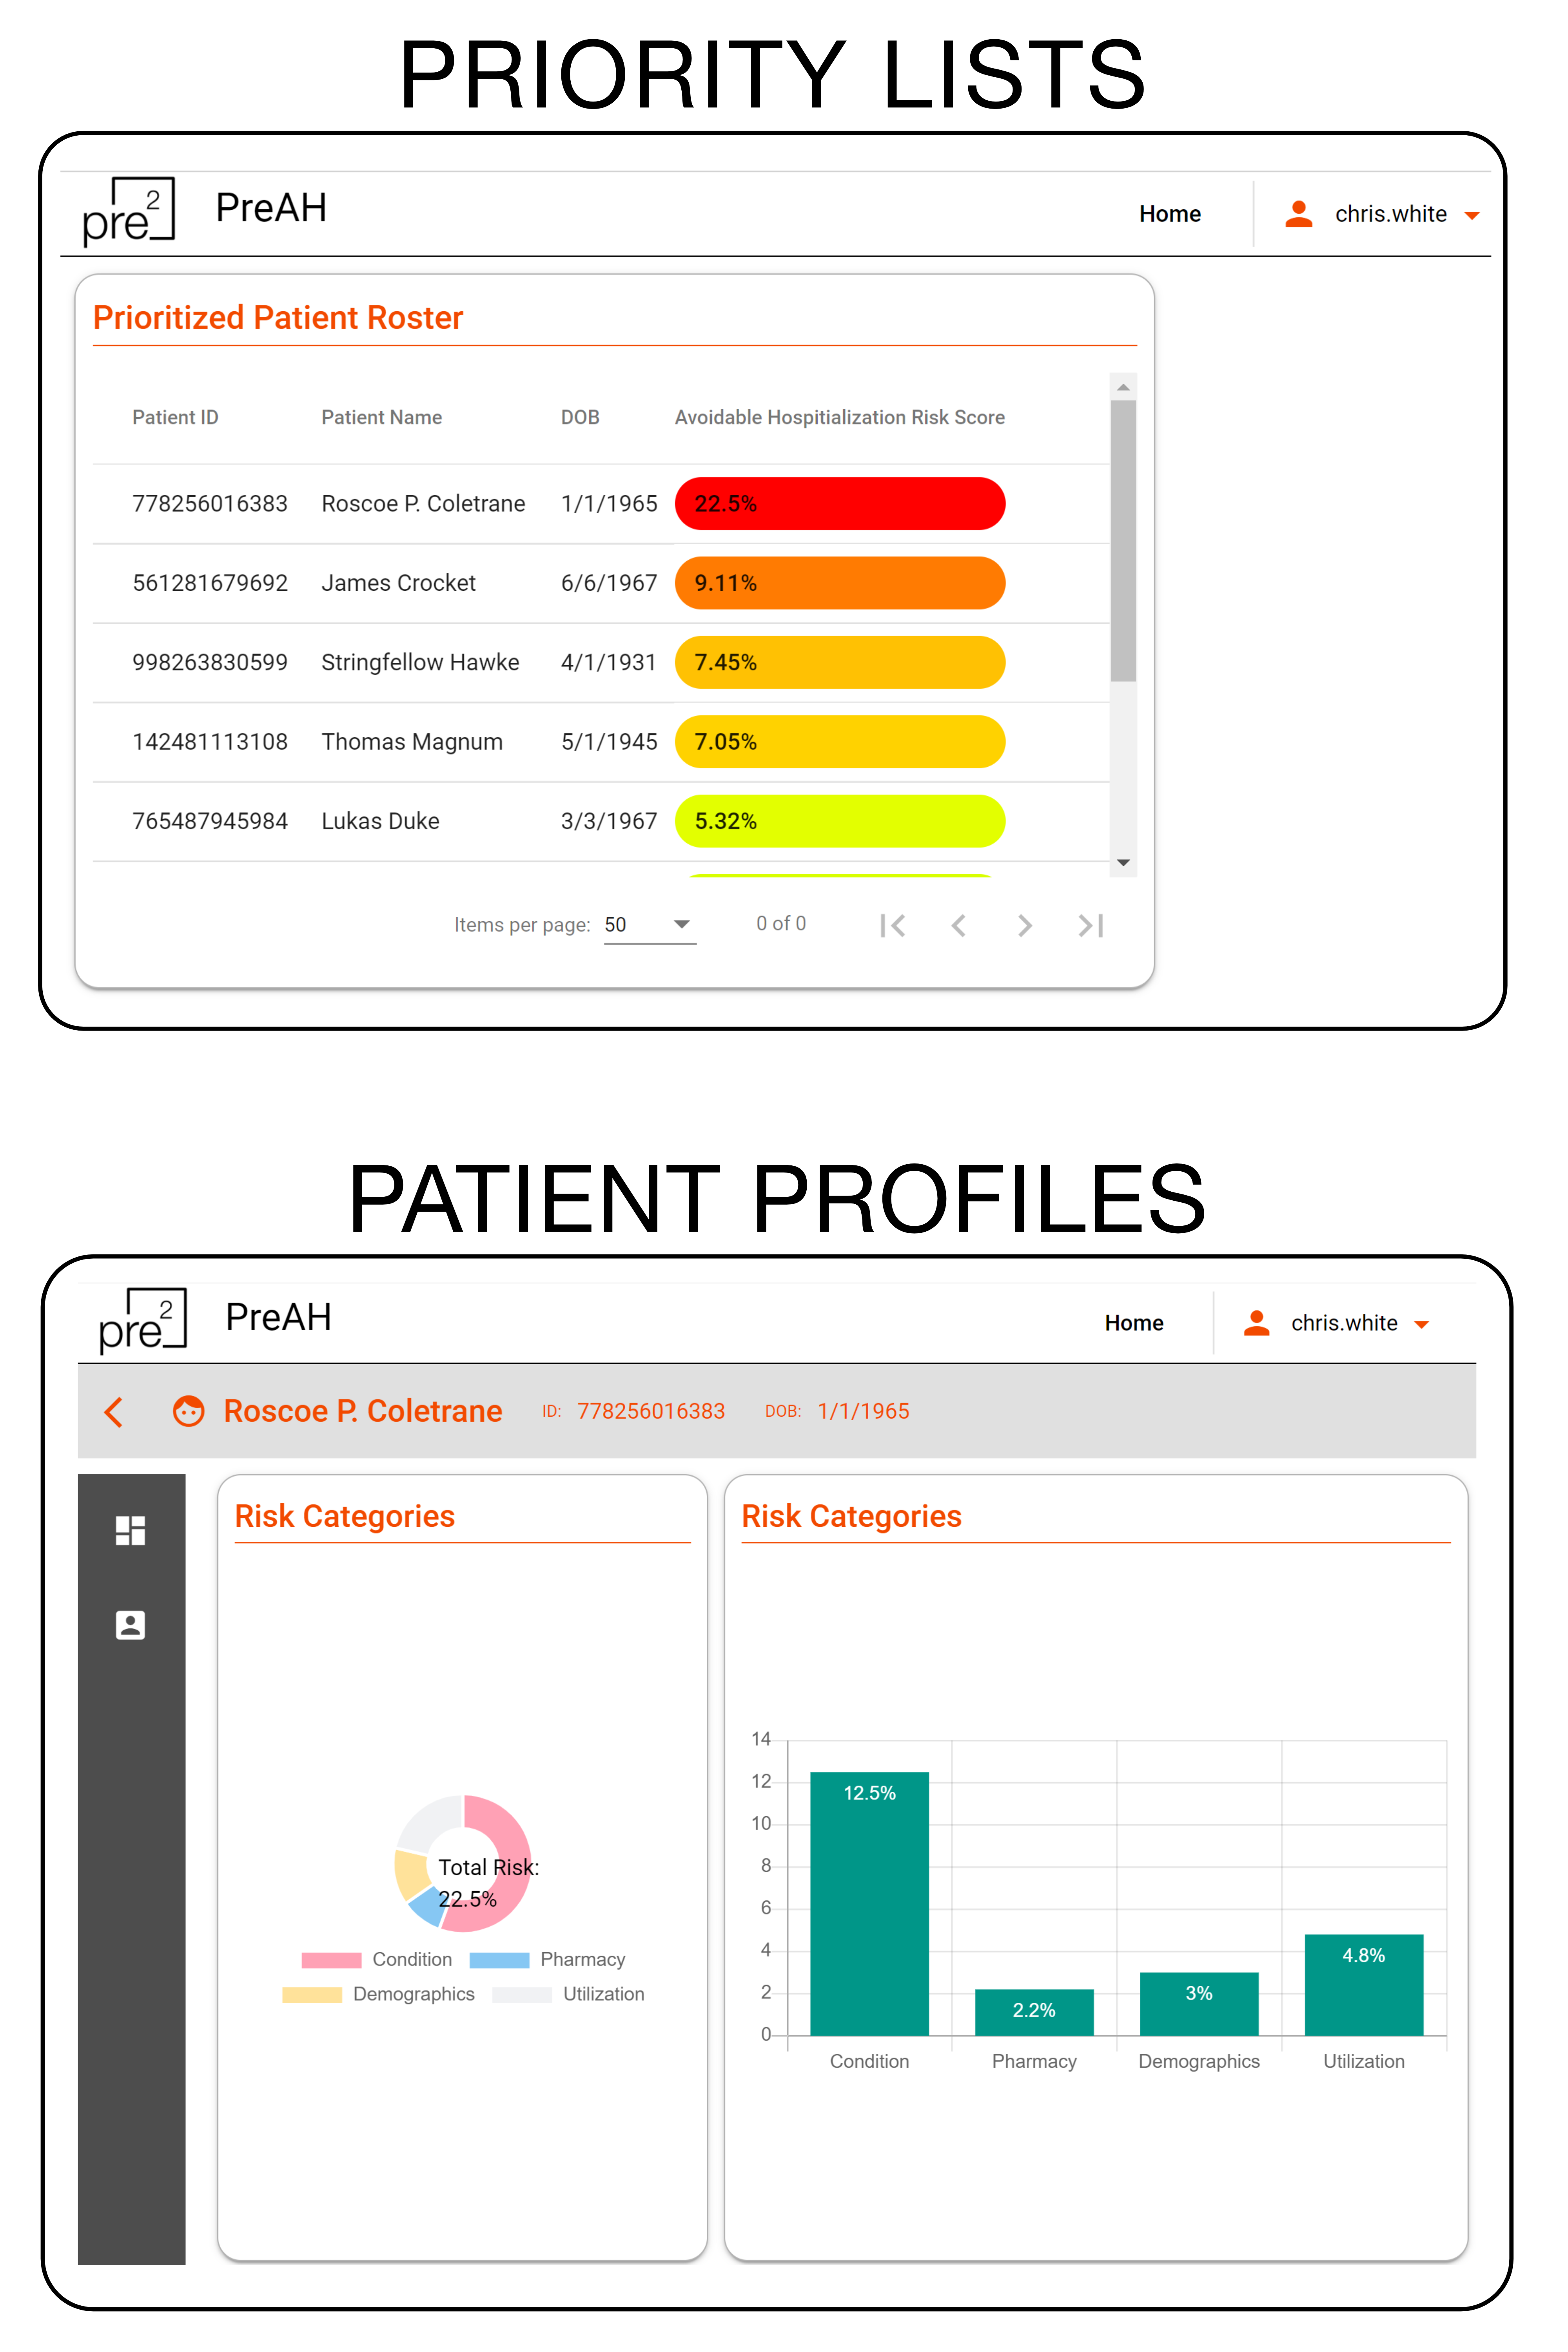 PRIORITY LISTS
pre2 PreAH Home chris.white
Prioritized Patient Roster
Patient ID Patient Name DOB Avoidable Hospitialization Risk Score
778256016383 Roscoe P. Coletrane 1/1/1965 22.5%
561281679692 James Crocket 6/6/1967 9.11%
998263830599 Stringfellow Hawke 4/1/1931 7.45%
142481113108 Thomas Magnum 5/1/1945 7.05%
765487945984 Lukas Duke 3/3/1967 5.32%
Items per page: 50 0 of 0
PATIENT PROFILES
pre2 PreAH Home chris.white
Roscoe P. Coletrane ID: 778256016383 DOB: 1/1/1965
Risk Categories
Total Risk:
22.5%
Condition Pharmacy
Demographics Utilization
Risk Categories
14
12
10
8
6
4
2
0
12.5%
2.2%
3%
4.8%
Condition Pharmacy Demographics Utilization